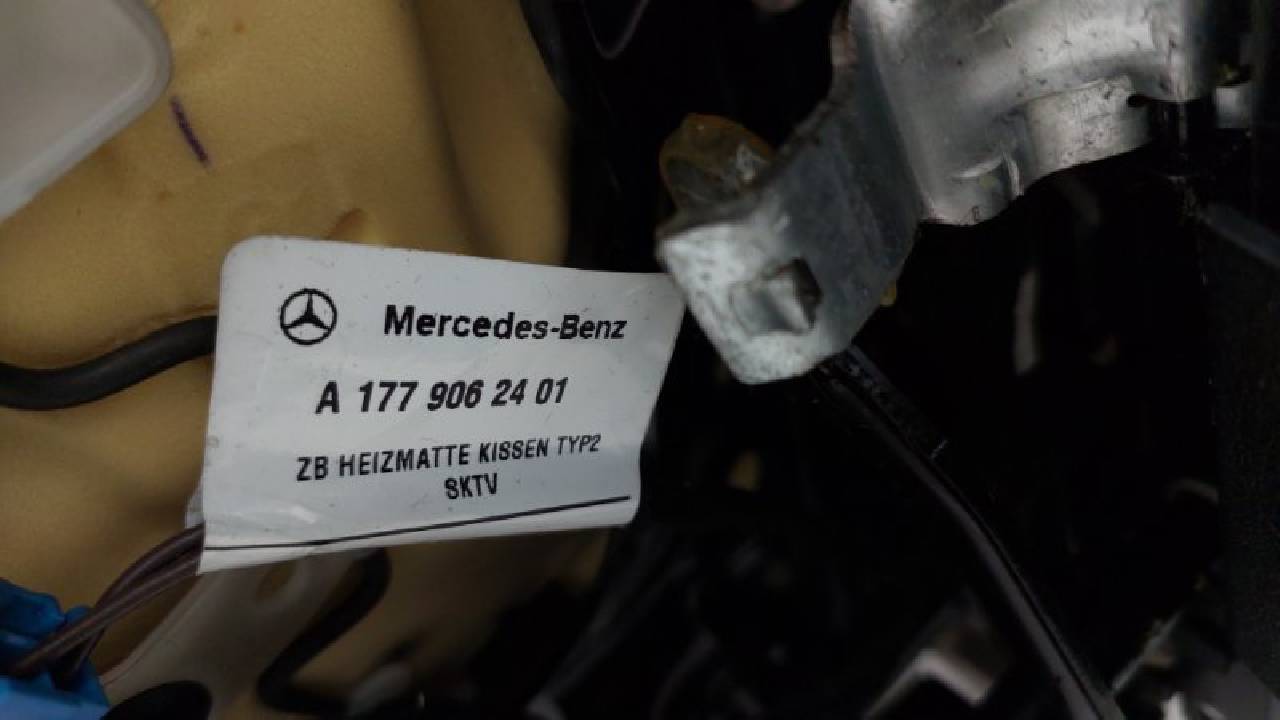 Mercedes-Benz
A 177 906 24 01
ZB HEIZMATTE KISSEN TYP2
SKTV